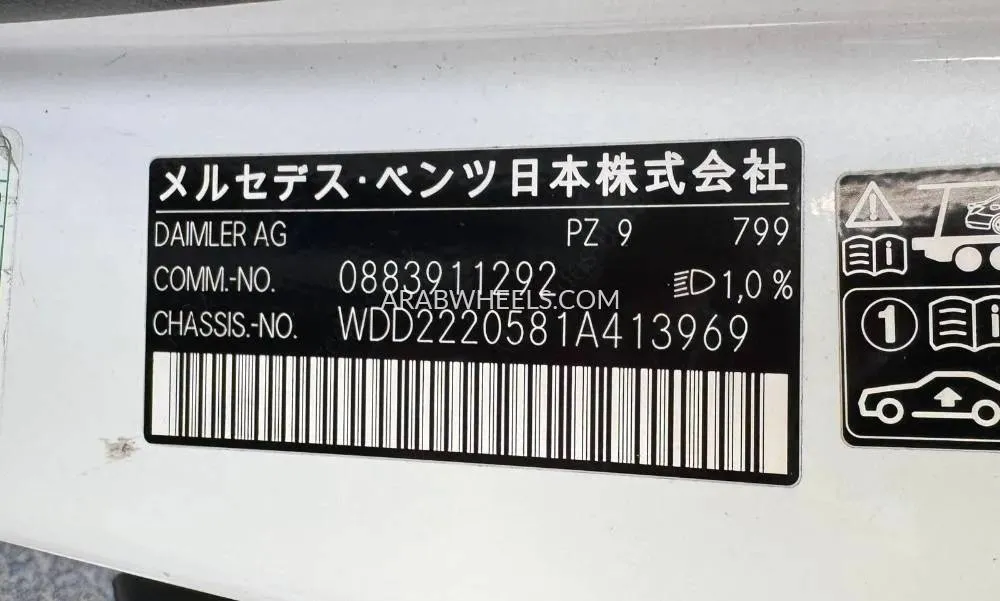 メルセデス・ベンツ日本株式会社
DAIMLER AG PZ 9 799
COMM.-NO. 0883911292 1,0 %
ARABWHEELS.COM
CHASSIS.-NO. WDD2220581A413969
i
1